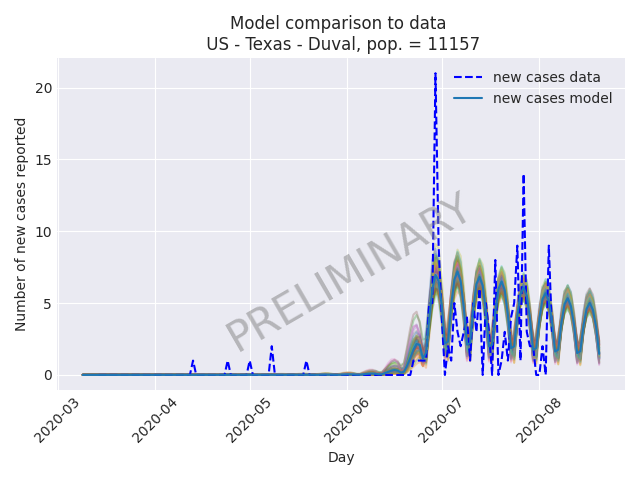 Model comparison to data
US - Texas - Duval, pop. = 11157
new cases data
new cases model
PRELIMINARY
Number of new cases reported
20
15
10
5
0
2020-03
2020-04
2020-05
2020-06
2020-07
2020-08
Day